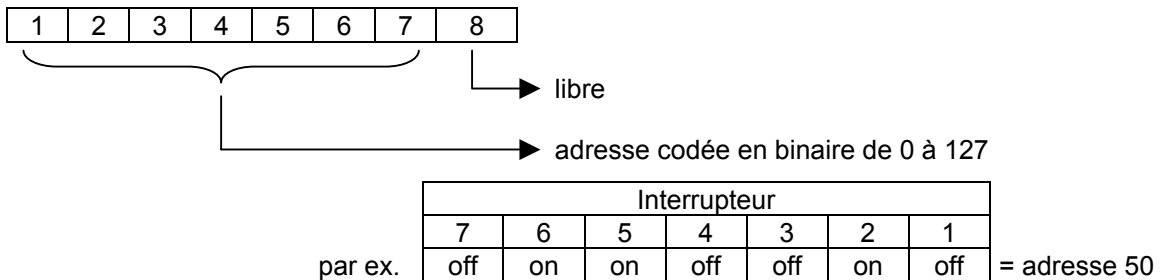 1 2 3 4 5 6 7 8
libre
adresse codée en binaire de 0 à 127
Interrupteur
7 6 5 4 3 2 1
par ex. off on on off off on off = adresse 50